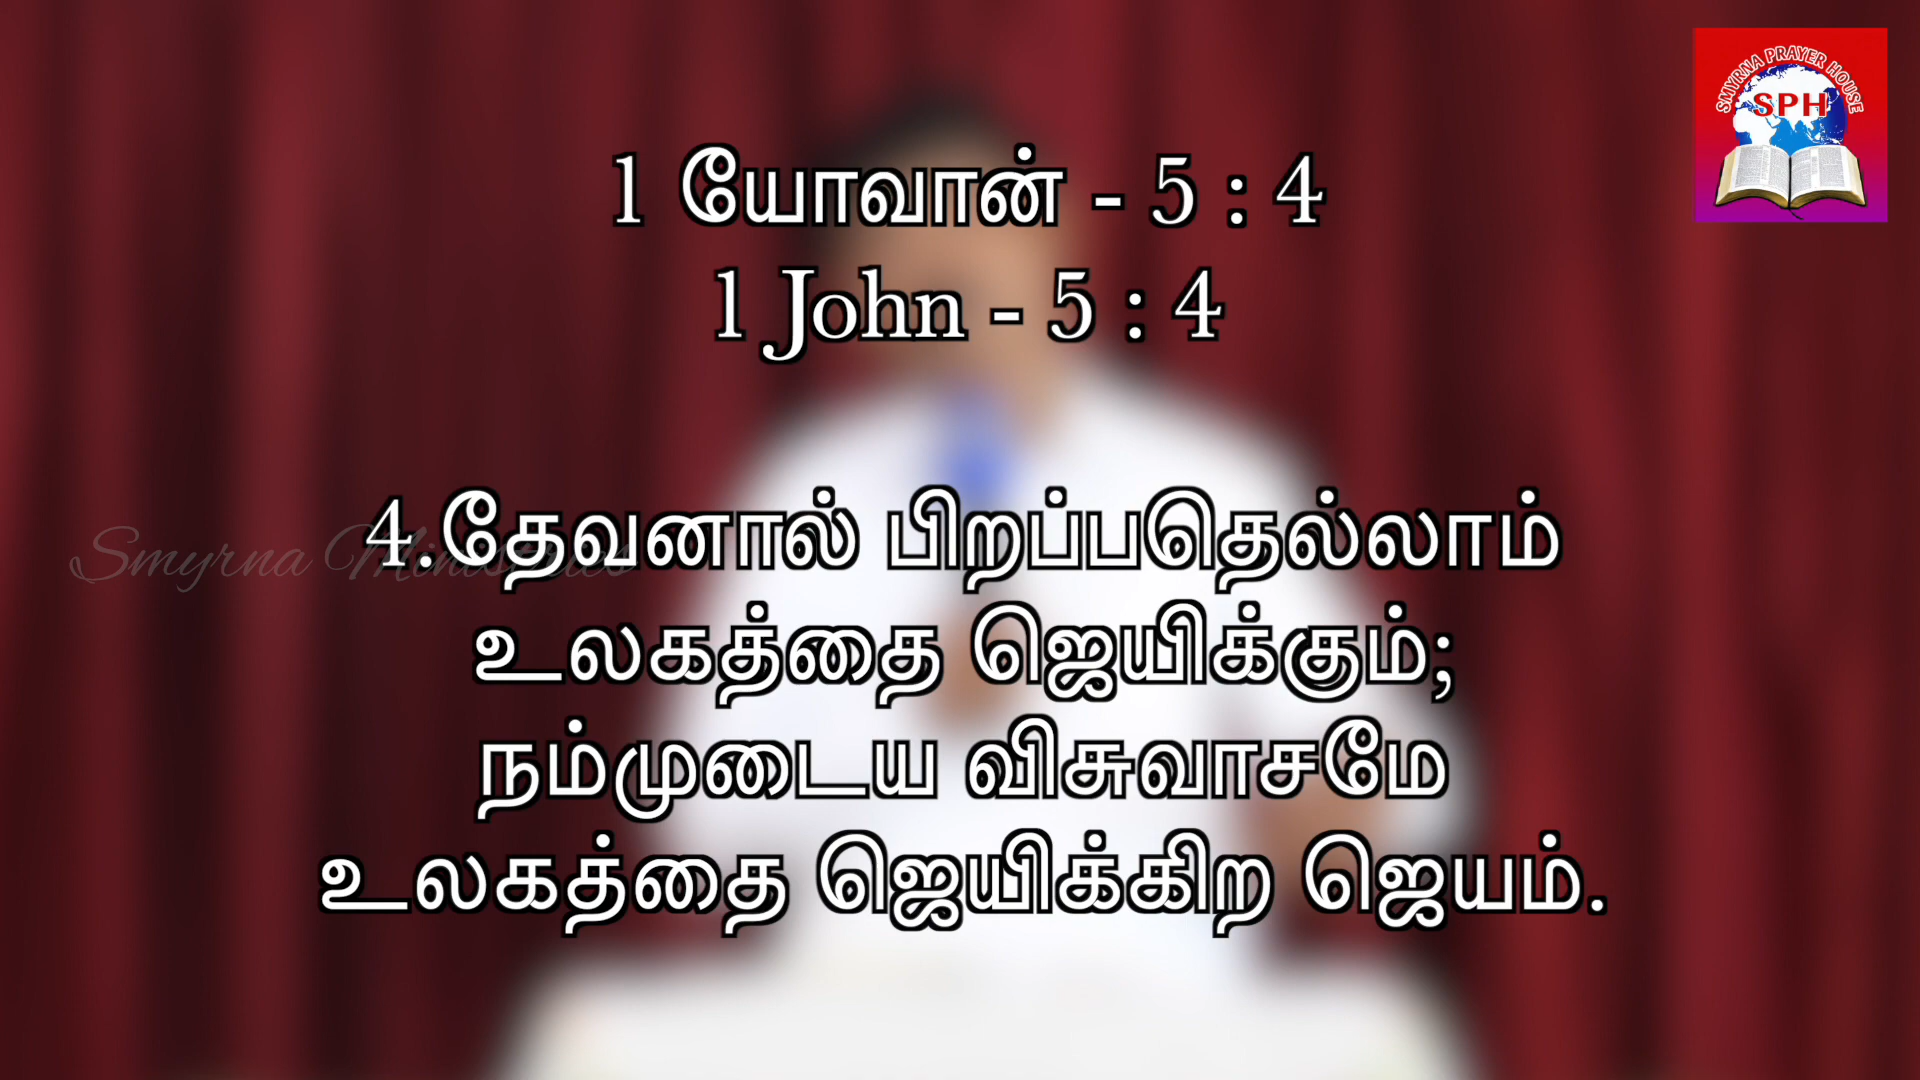 SMYRNA PRAYER HOUSE
SPH
1 யோவான் - 5 : 4
1 John - 5 : 4
4.தேவனால் பிறப்பதெல்லாம்
Smyrna Ministries
உலகத்தை ஜெயிக்கும்;
நம்முடைய விசுவாசமே
உலகத்தை ஜெயிக்கிற ஜெயம்.